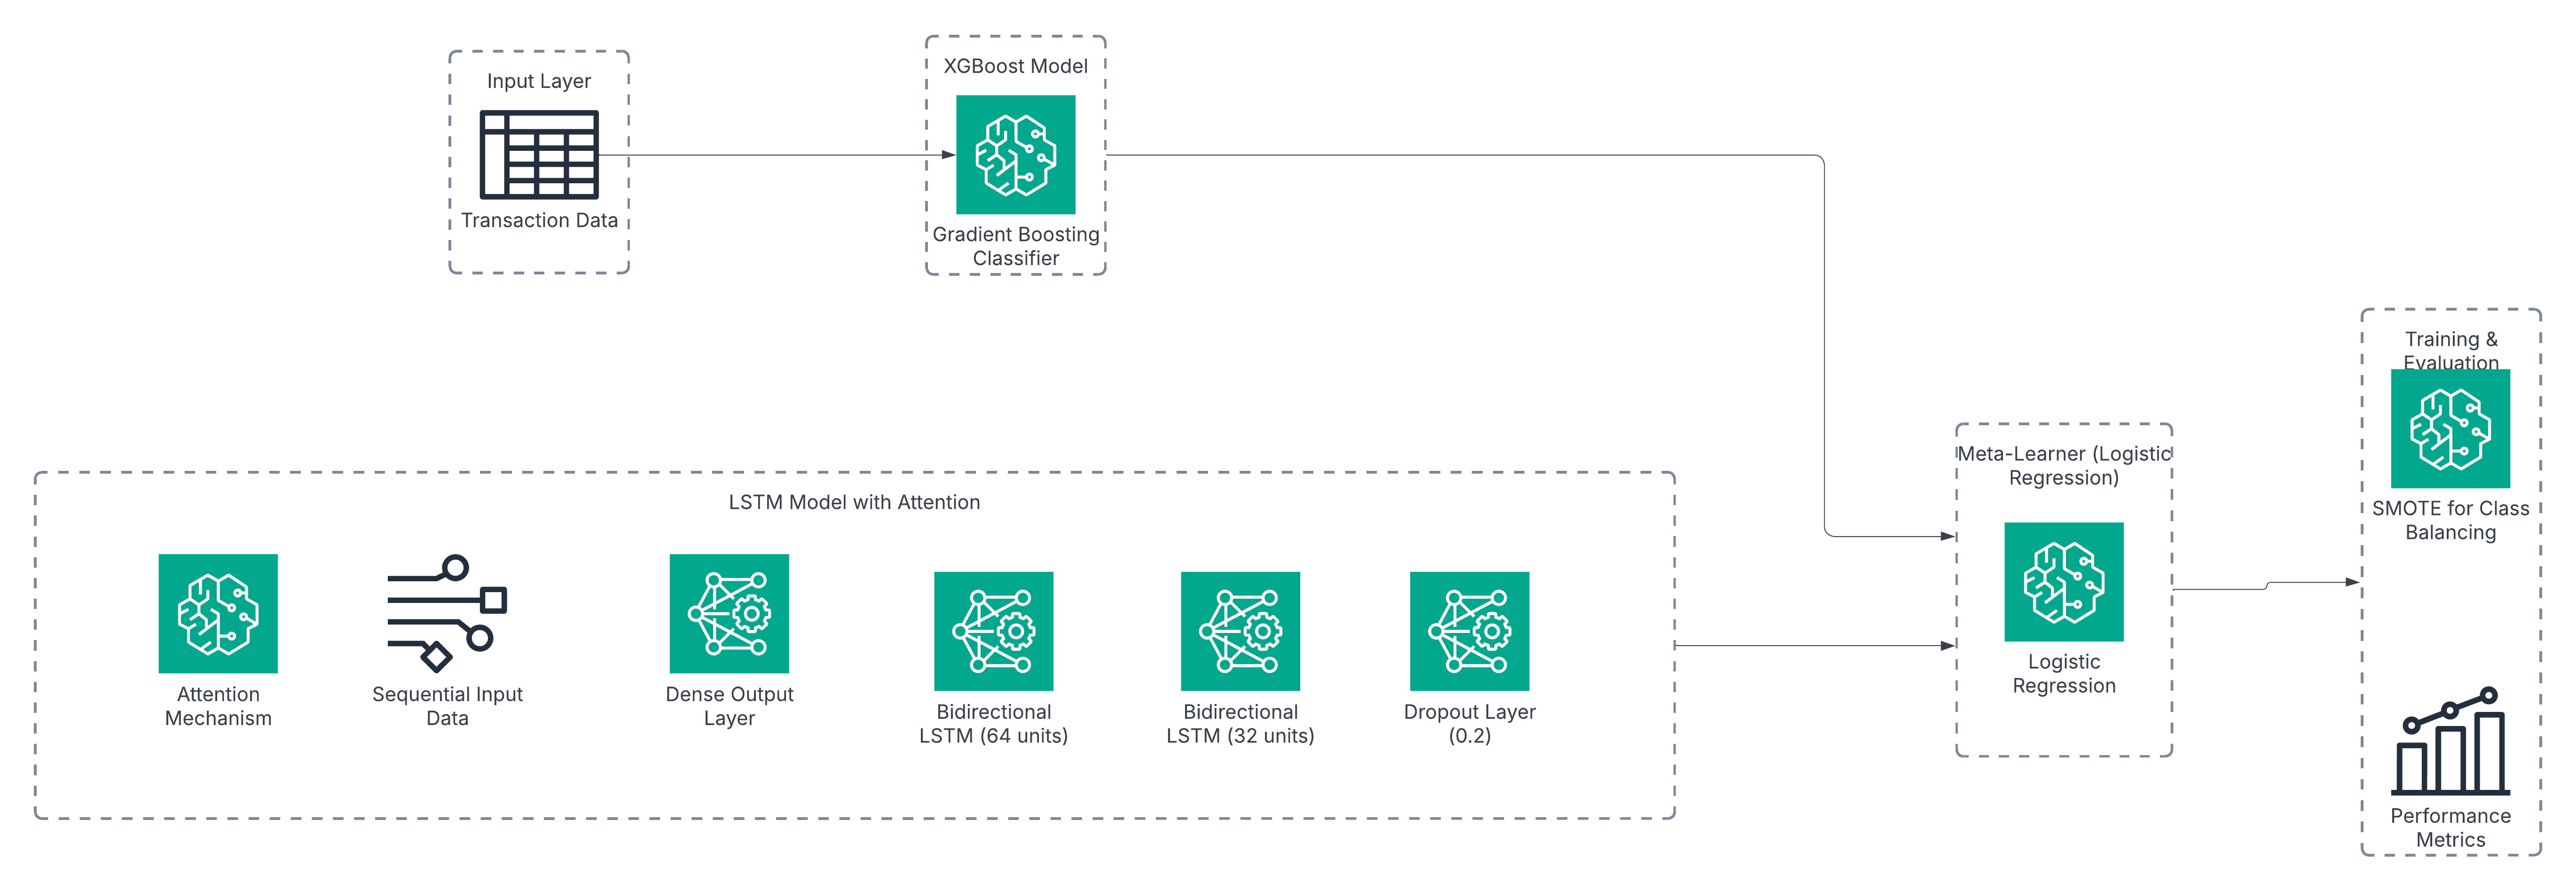 Input Layer
Transaction Data
XGBoost Model
Gradient Boosting
Classifier
LSTM Model with Attention
Attention
Mechanism
Sequential Input
Data
Dense Output
Layer
Bidirectional
LSTM (64 units)
Bidirectional
LSTM (32 units)
Dropout Layer
(0.2)
Meta-Learner (Logistic
Regression)
Logistic
Regression
Training &
Evaluation
SMOTE for Class
Balancing
Performance
Metrics